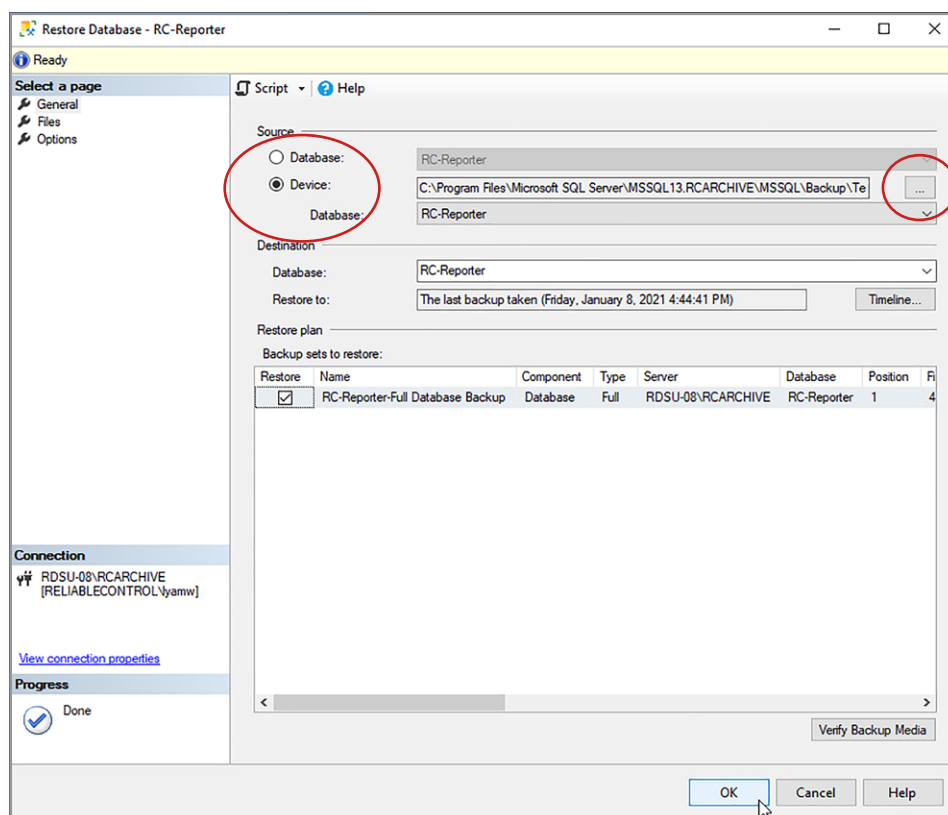 Restore Database - RC-Reporter
Ready
Select a page
General
Files
Options
Script
Help
Source
Database:
RC-Reporter
Device:
C:\Program Files\Microsoft SQL Server\MSSQL13.RCARCHIVE\MSSQL\Backup\Te
...
Database:
RC-Reporter
Destination
Database:
RC-Reporter
Restore to:
The last backup taken (Friday, January 8, 2021 4:44:41 PM)
Timeline...
Restore plan
Backup sets to restore:
Restore Name Component Type Server Database Position Fi
RC-Reporter-Full Database Backup Database Full RDSU-08\RCARCHIVE RC-Reporter 1 4
Connection
RDSU-08\RCARCHIVE
[RELIABLECONTROL\lyamw]
View connection properties
Progress
Done
Verify Backup Media
OK
Cancel
Help